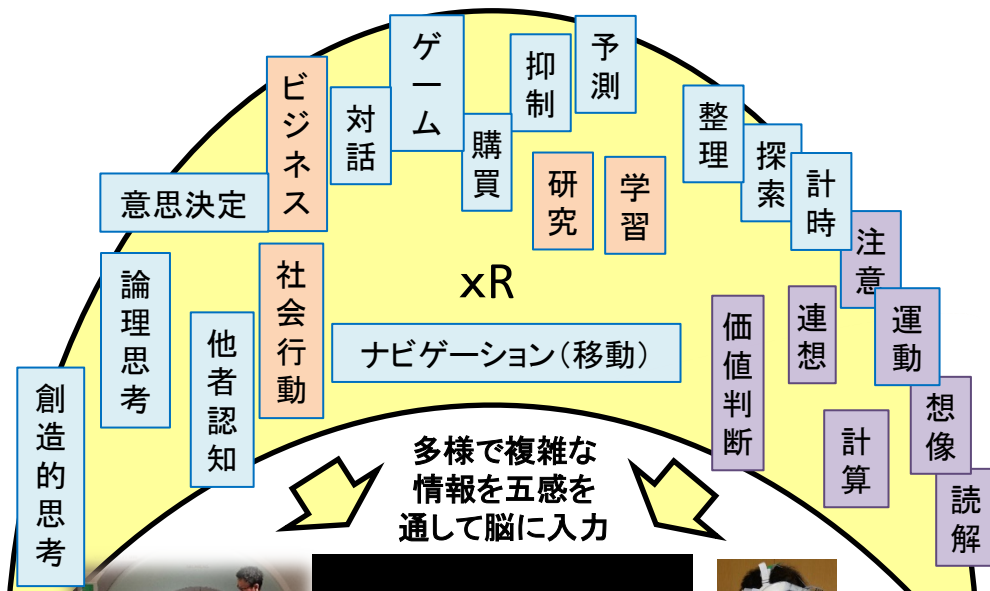 ゲーム
予測
抑制
ビジネス
対話
購買
整理
探索
計時
研究
学習
意思決定
注意
論理思考
社会行動
xR
他者認知
ナビゲーション（移動）
価値判断
連想
運動
創造的思考
想像
計算
読解
多様で複雑な
情報を五感を
通して脳に入力